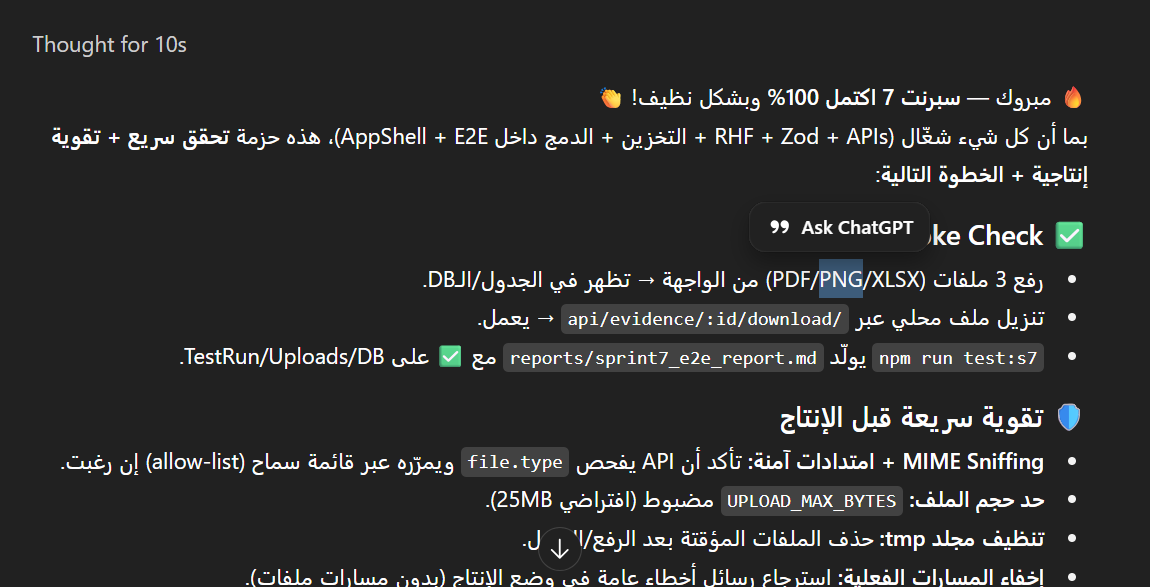 Thought for 10s
🔥 مبروك — سبرنت 7 اكتمل 100% وبشكل نظيف! 👏
بما أن كل شيء شغّال (RHF + Zod + APIs + التخزين + الدمج داخل AppShell + E2E)، هذه حزمة تحقق سريع + تقوية
إنتاجية + الخطوة التالية:
Ask ChatGPT
✅ Check
رفع 3 ملفات (PDF/PNG/XLSX) من الواجهة → تظهر في الجدول/الـDB.
تنزيل ملف محلي عبر api/evidence/:id/download/ → يعمل.
npm run test:s7 يولّد reports/sprint7_e2e_report.md مع ✅ على TestRun/Uploads/DB.
🛡️ تقوية سريعة قبل الإنتاج
MIME Sniffing + امتدادات آمنة: تأكد أن API يفحص file.type ويمرّره عبر قائمة سماح (allow-list) إن رغبت.
حد حجم الملف: UPLOAD_MAX_BYTES مضبوط (افتراضي 25MB).
تنظيف مجلد tmp: حذف الملفات المؤقتة بعد الرفع/
إخفاء المسارات الفعلية: استرجاع رسائل أخطاء عامة في وضع الإنتاج (بدون مسارات ملفات).